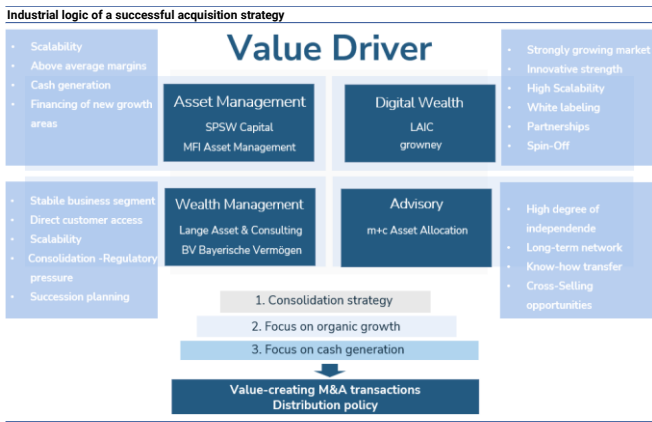 Industrial logic of a successful acquisition strategy
Value Driver
• Scalability
• Above average margins
• Cash generation
• Financing of new growth
areas
Asset Management
SPSW Capital
MFI Asset Management
Digital Wealth
LAIC
growney
• Strongly growing market
• Innovative strength
• High Scalability
• White labeling
• Partnerships
• Spin-Off
• Stabile business segment
• Direct customer access
• Scalability
• Consolidation -Regulatory
pressure
• Succession planning
Wealth Management
Lange Asset & Consulting
BV Bayerische Vermögen
Advisory
m+c Asset Allocation
• High degree of
independende
• Long-term network
• Know-how transfer
• Cross-Selling
opportunities
1. Consolidation strategy
2. Focus on organic growth
3. Focus on cash generation
Value-creating M&A transactions
Distribution policy